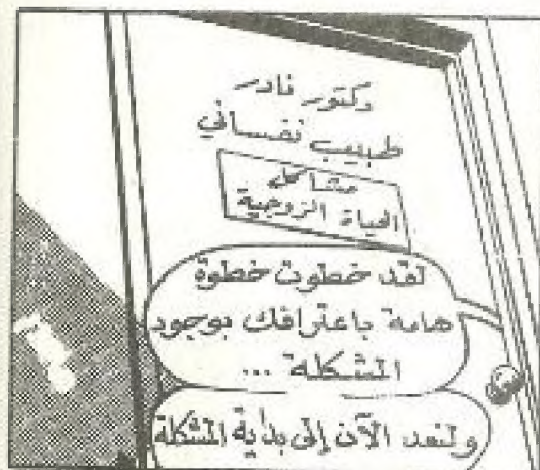 دكتور نادر
طبيب نفساني
مشاكل
الحياة الزوجية
لقد خطوت خطوة
هامة باعترافك بوجود
المشكلة ...
ولنعد الآن إلى بداية المشكلة